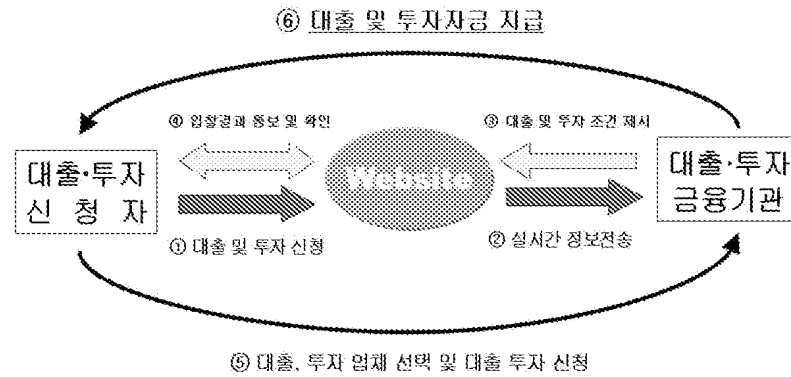 ⑥ 대출 및 투자자금 지급
④ 입찰결과 통보 및 확인
③ 대출 및 투자 조건 제시
대출·투자
신 청 자
Website
대출·투자
금융기관
① 대출 및 투자 신청
② 실시간 정보전송
⑤ 대출, 투자 업체 선택 및 대출 투자 신청